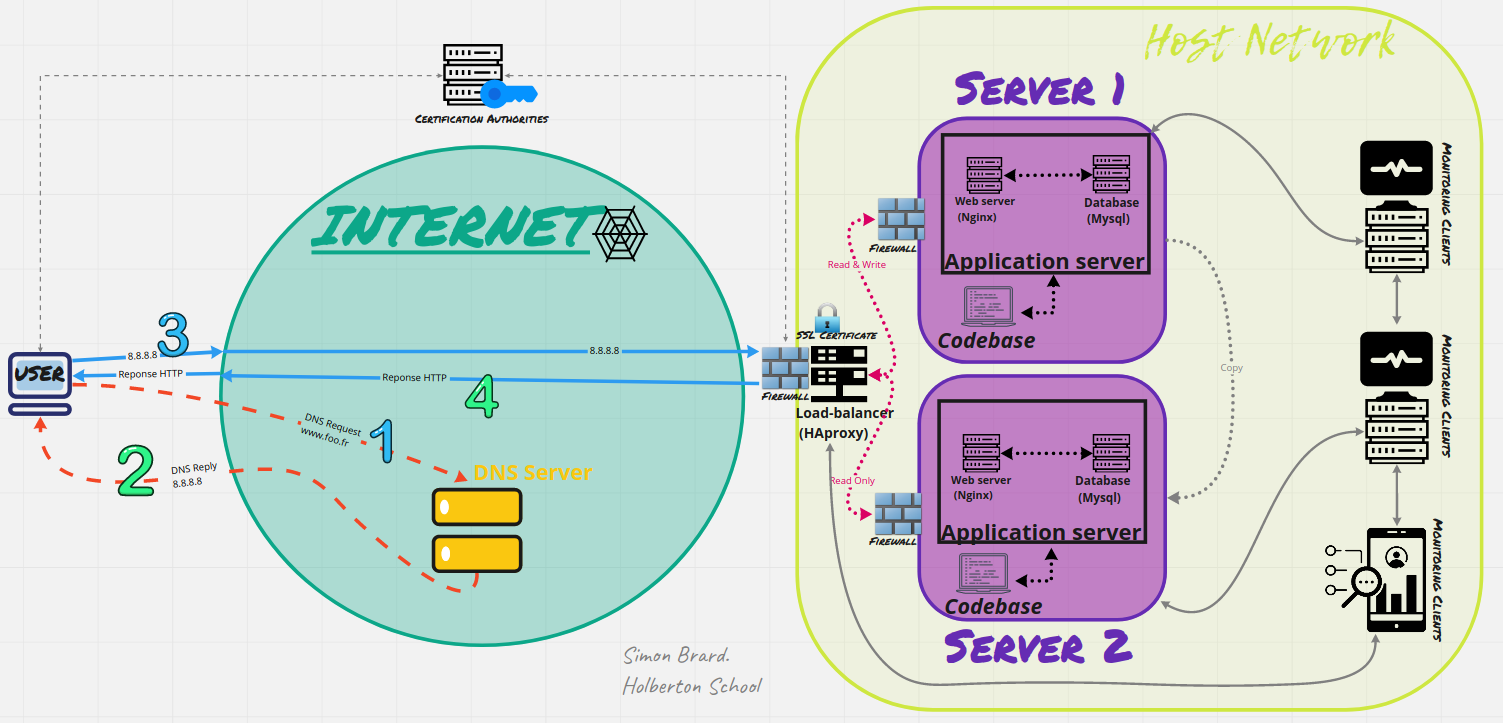 Host Network
SERVER 1
CERTIFICATION AUTHORITIES
INTERNET
Web server
(Nginx)
Database
(Mysql)
FIREWALL
Application server
Read & Write
Codebase
MONITORING CLIENTS
3
SSL CERTIFICATE
8.8.8.8
8.8.8.8
USER
Reponse HTTP
Reponse HTTP
4
FIREWALL
Load-balancer
(HAproxy)
Copy
MONITORING CLIENTS
DNS Request
www.foo.fr
1
2
DNS Reply
8.8.8.8
DNS Server
Read Only
Web server
(Nginx)
Database
(Mysql)
FIREWALL
Application server
Codebase
MONITORING CLIENTS
SERVER 2
Simon Brard.
Holberton School